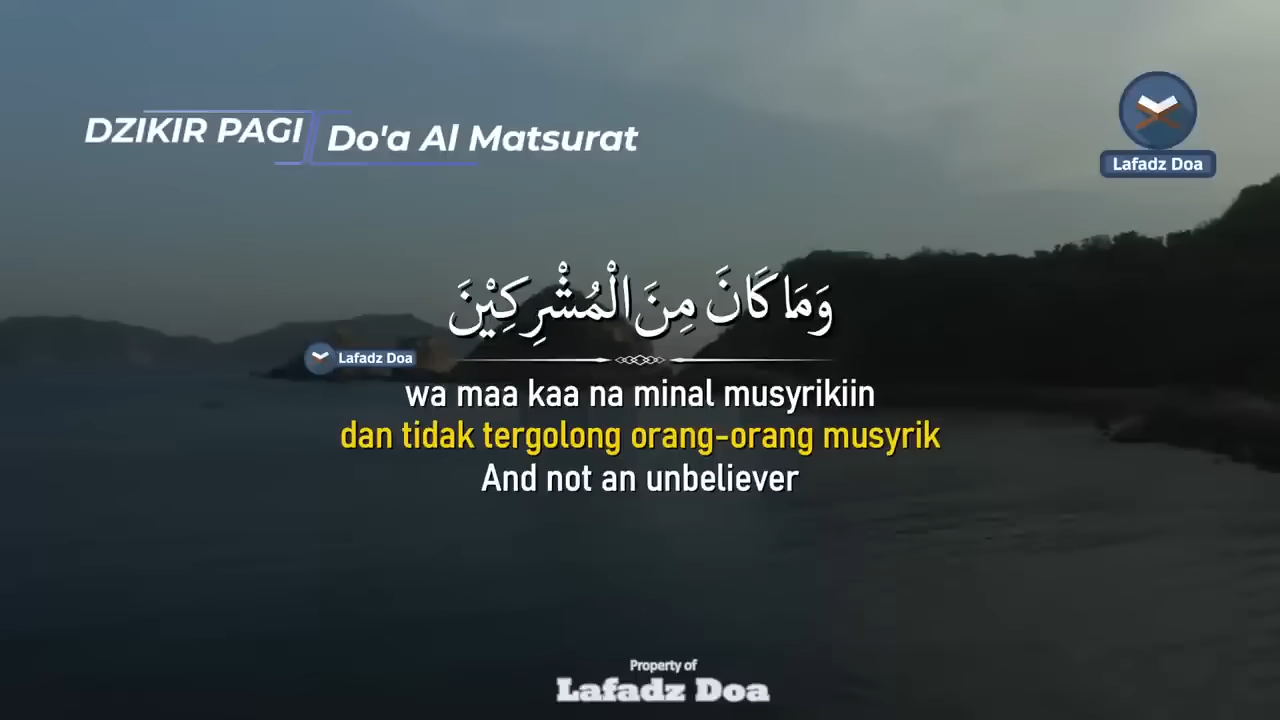 DZIKIR PAGI
Do'a Al Matsurat
Lafadz Doa
وَمَا كَانَ مِنَ الْمُشْرِكِيْنَ
Lafadz Doa
wa maa kaa na minal musyrikiin
dan tidak tergolong orang-orang musyrik
And not an unbeliever
Property of
Lafadz Doa